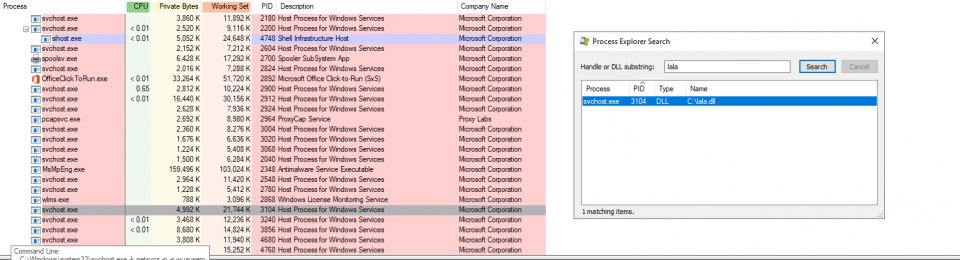 Process CPU Private Bytes Working Set PID Description Company Name
svchost.exe 3,860 K 11,892 K 2180 Host Process for Windows Services Microsoft Corporation
svchost.exe < 0.01 2,520 K 9,116 K 2200 Host Process for Windows Services Microsoft Corporation
sihost.exe < 0.01 5,052 K 24,648 K 4748 Shell Infrastructure Host Microsoft Corporation
svchost.exe 2,152 K 7,212 K 2604 Host Process for Windows Services Microsoft Corporation
spoolsv.exe 6,428 K 17,292 K 2700 Spooler SubSystem App Microsoft Corporation
svchost.exe 2,016 K 7,288 K 2824 Host Process for Windows Services Microsoft Corporation
OfficeClickToRun.exe < 0.01 33,264 K 51,720 K 2892 Microsoft Office Click-to-Run (SxS) Microsoft Corporation
svchost.exe 0.65 2,812 K 10,224 K 2900 Host Process for Windows Services Microsoft Corporation
svchost.exe < 0.01 16,440 K 30,156 K 2912 Host Process for Windows Services Microsoft Corporation
svchost.exe 2,628 K 7,936 K 2924 Host Process for Windows Services Microsoft Corporation
pcapsvc.exe 2,692 K 8,980 K 2964 ProxyCap Service Proxy Labs
svchost.exe 2,360 K 8,276 K 3004 Host Process for Windows Services Microsoft Corporation
svchost.exe 1,676 K 6,636 K 3020 Host Process for Windows Services Microsoft Corporation
svchost.exe 1,224 K 5,408 K 3068 Host Process for Windows Services Microsoft Corporation
svchost.exe 1,500 K 6,284 K 2040 Host Process for Windows Services Microsoft Corporation
MsMpEng.exe 159,496 K 103,024 K 2348 Antimalware Service Executable Microsoft Corporation
svchost.exe 2,964 K 11,420 K 2548 Host Process for Windows Services Microsoft Corporation
svchost.exe 1,228 K 5,412 K 2780 Host Process for Windows Services Microsoft Corporation
wlms.exe 788 K 3,096 K 2868 Windows License Monitoring Service Microsoft Corporation
svchost.exe 4,992 K 21,744 K 3104 Host Process for Windows Services Microsoft Corporation
svchost.exe < 0.01 3,468 K 12,236 K 3240 Host Process for Windows Services Microsoft Corporation
svchost.exe < 0.01 8,680 K 14,824 K 3856 Host Process for Windows Services Microsoft Corporation
svchost.exe 3,808 K 11,940 K 4680 Host Process for Windows Services Microsoft Corporation
15,252 K 4768 Host Process for Windows Services Microsoft Corporation
Command Line:
Process Explorer Search
Handle or DLL substring: lala Search Cancel
Process PID Type Name
svchost.exe 3104 DLL C:\lala.dll
1 matching items.